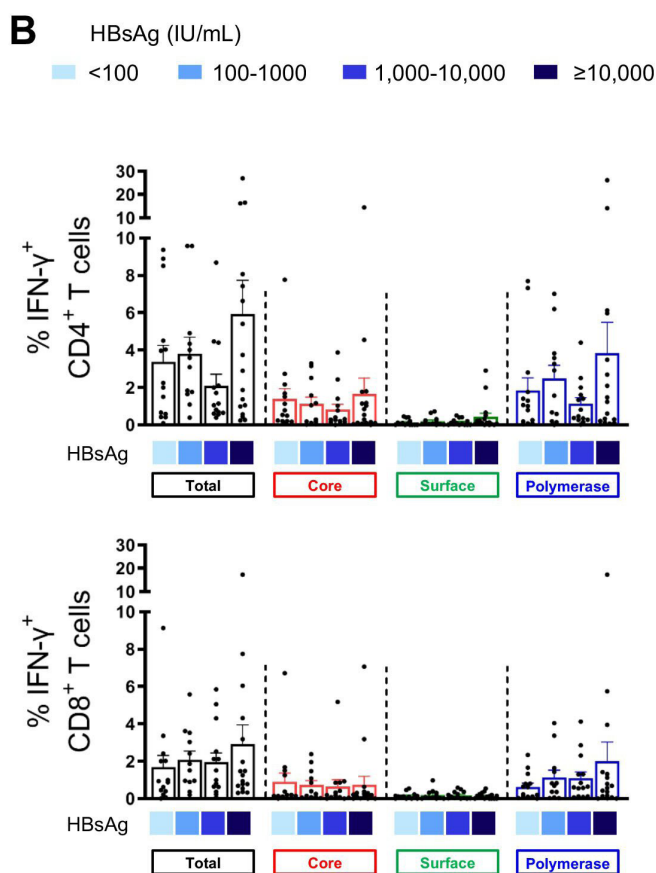 B
HBsAg (IU/mL)
<100 100-1000 1,000-10,000 ≥10,000
% IFN-γ+
CD4+ T cells
30
20
10
10
8
6
4
2
0
HBsAg
Total Core Surface Polymerase
% IFN-γ+
CD8+ T cells
30
20
10
10
8
6
4
2
0
HBsAg
Total Core Surface Polymerase